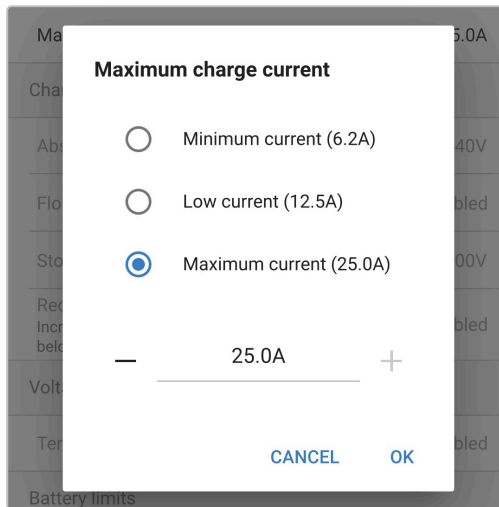 Maximum charge current
Minimum current (6.2A)
Low current (12.5A)
Maximum current (25.0A)
− 25.0A +
CANCEL OK
Incr
Battery limits